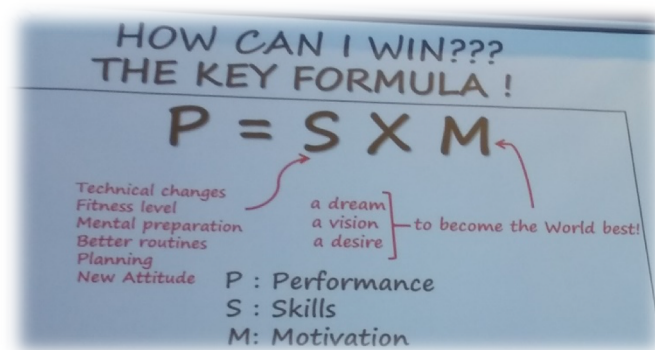 HOW CAN I WIN???
THE KEY FORMULA !
P = S X M
Technical changes
Fitness level
Mental preparation
Better routines
Planning
New Attitude
a dream
a vision
a desire
to become the World best!
P : Performance
S : Skills
M: Motivation